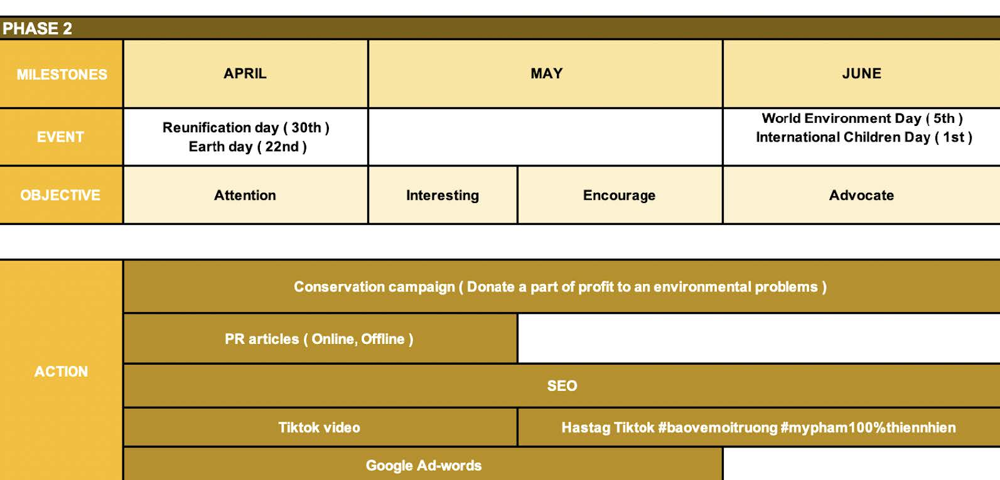 PHASE 2
MILESTONES
APRIL
MAY
JUNE
EVENT
Reunification day ( 30th )
Earth day ( 22nd )
World Environment Day ( 5th )
International Children Day ( 1st )
OBJECTIVE
Attention
Interesting
Encourage
Advocate
ACTION
Conservation campaign ( Donate a part of profit to an environmental problems )
PR articles ( Online, Offline )
SEO
Tiktok video
Hastag Tiktok #baovemoitruong #mypham100%thiennhien
Google Ad-words